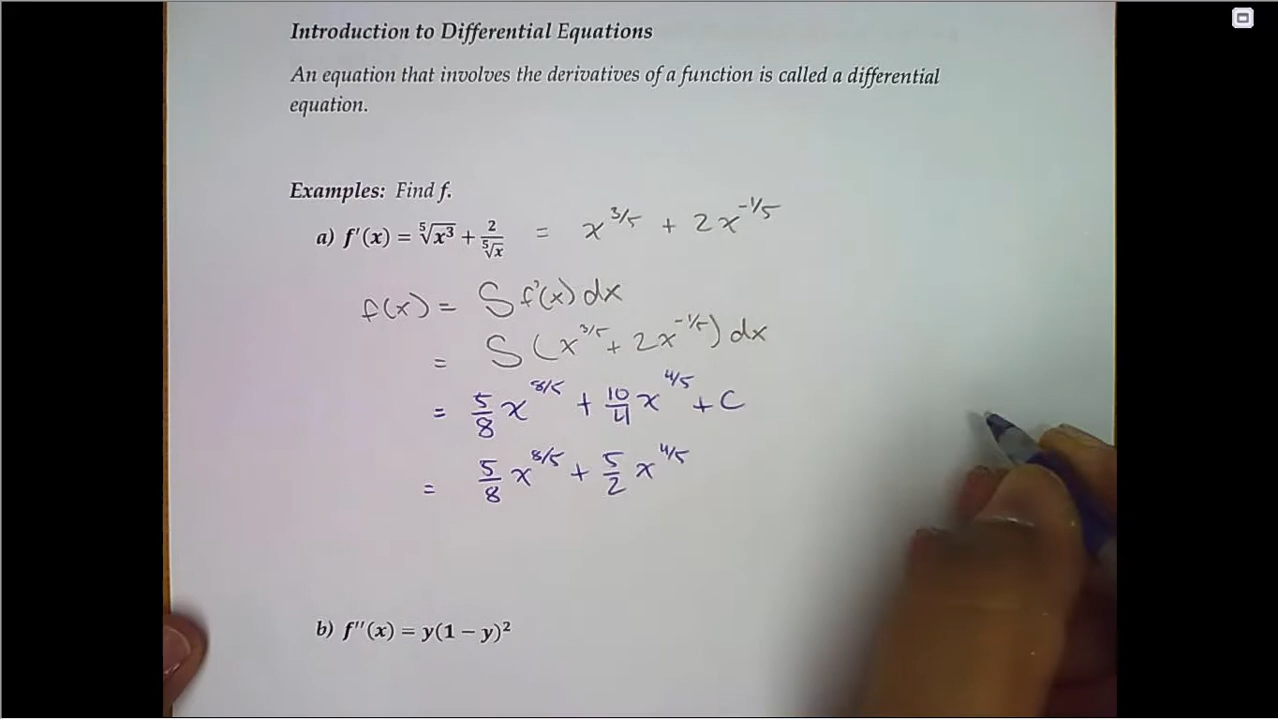 Introduction to Differential Equations
An equation that involves the derivatives of a function is called a differential
equation.
Examples: Find f.
a) f′(x) = ⁵√x³ + 2/⁵√x = x^3/5 + 2x^-1/5
f(x) = ∫ f'(x) dx
= ∫ (x^3/5 + 2x^-1/5) dx
= 5/8 x^8/5 + 10/4 x^4/5 + C
= 5/8 x^8/5 + 5/2 x^4/5
b) f′′(x) = y(1 − y)²